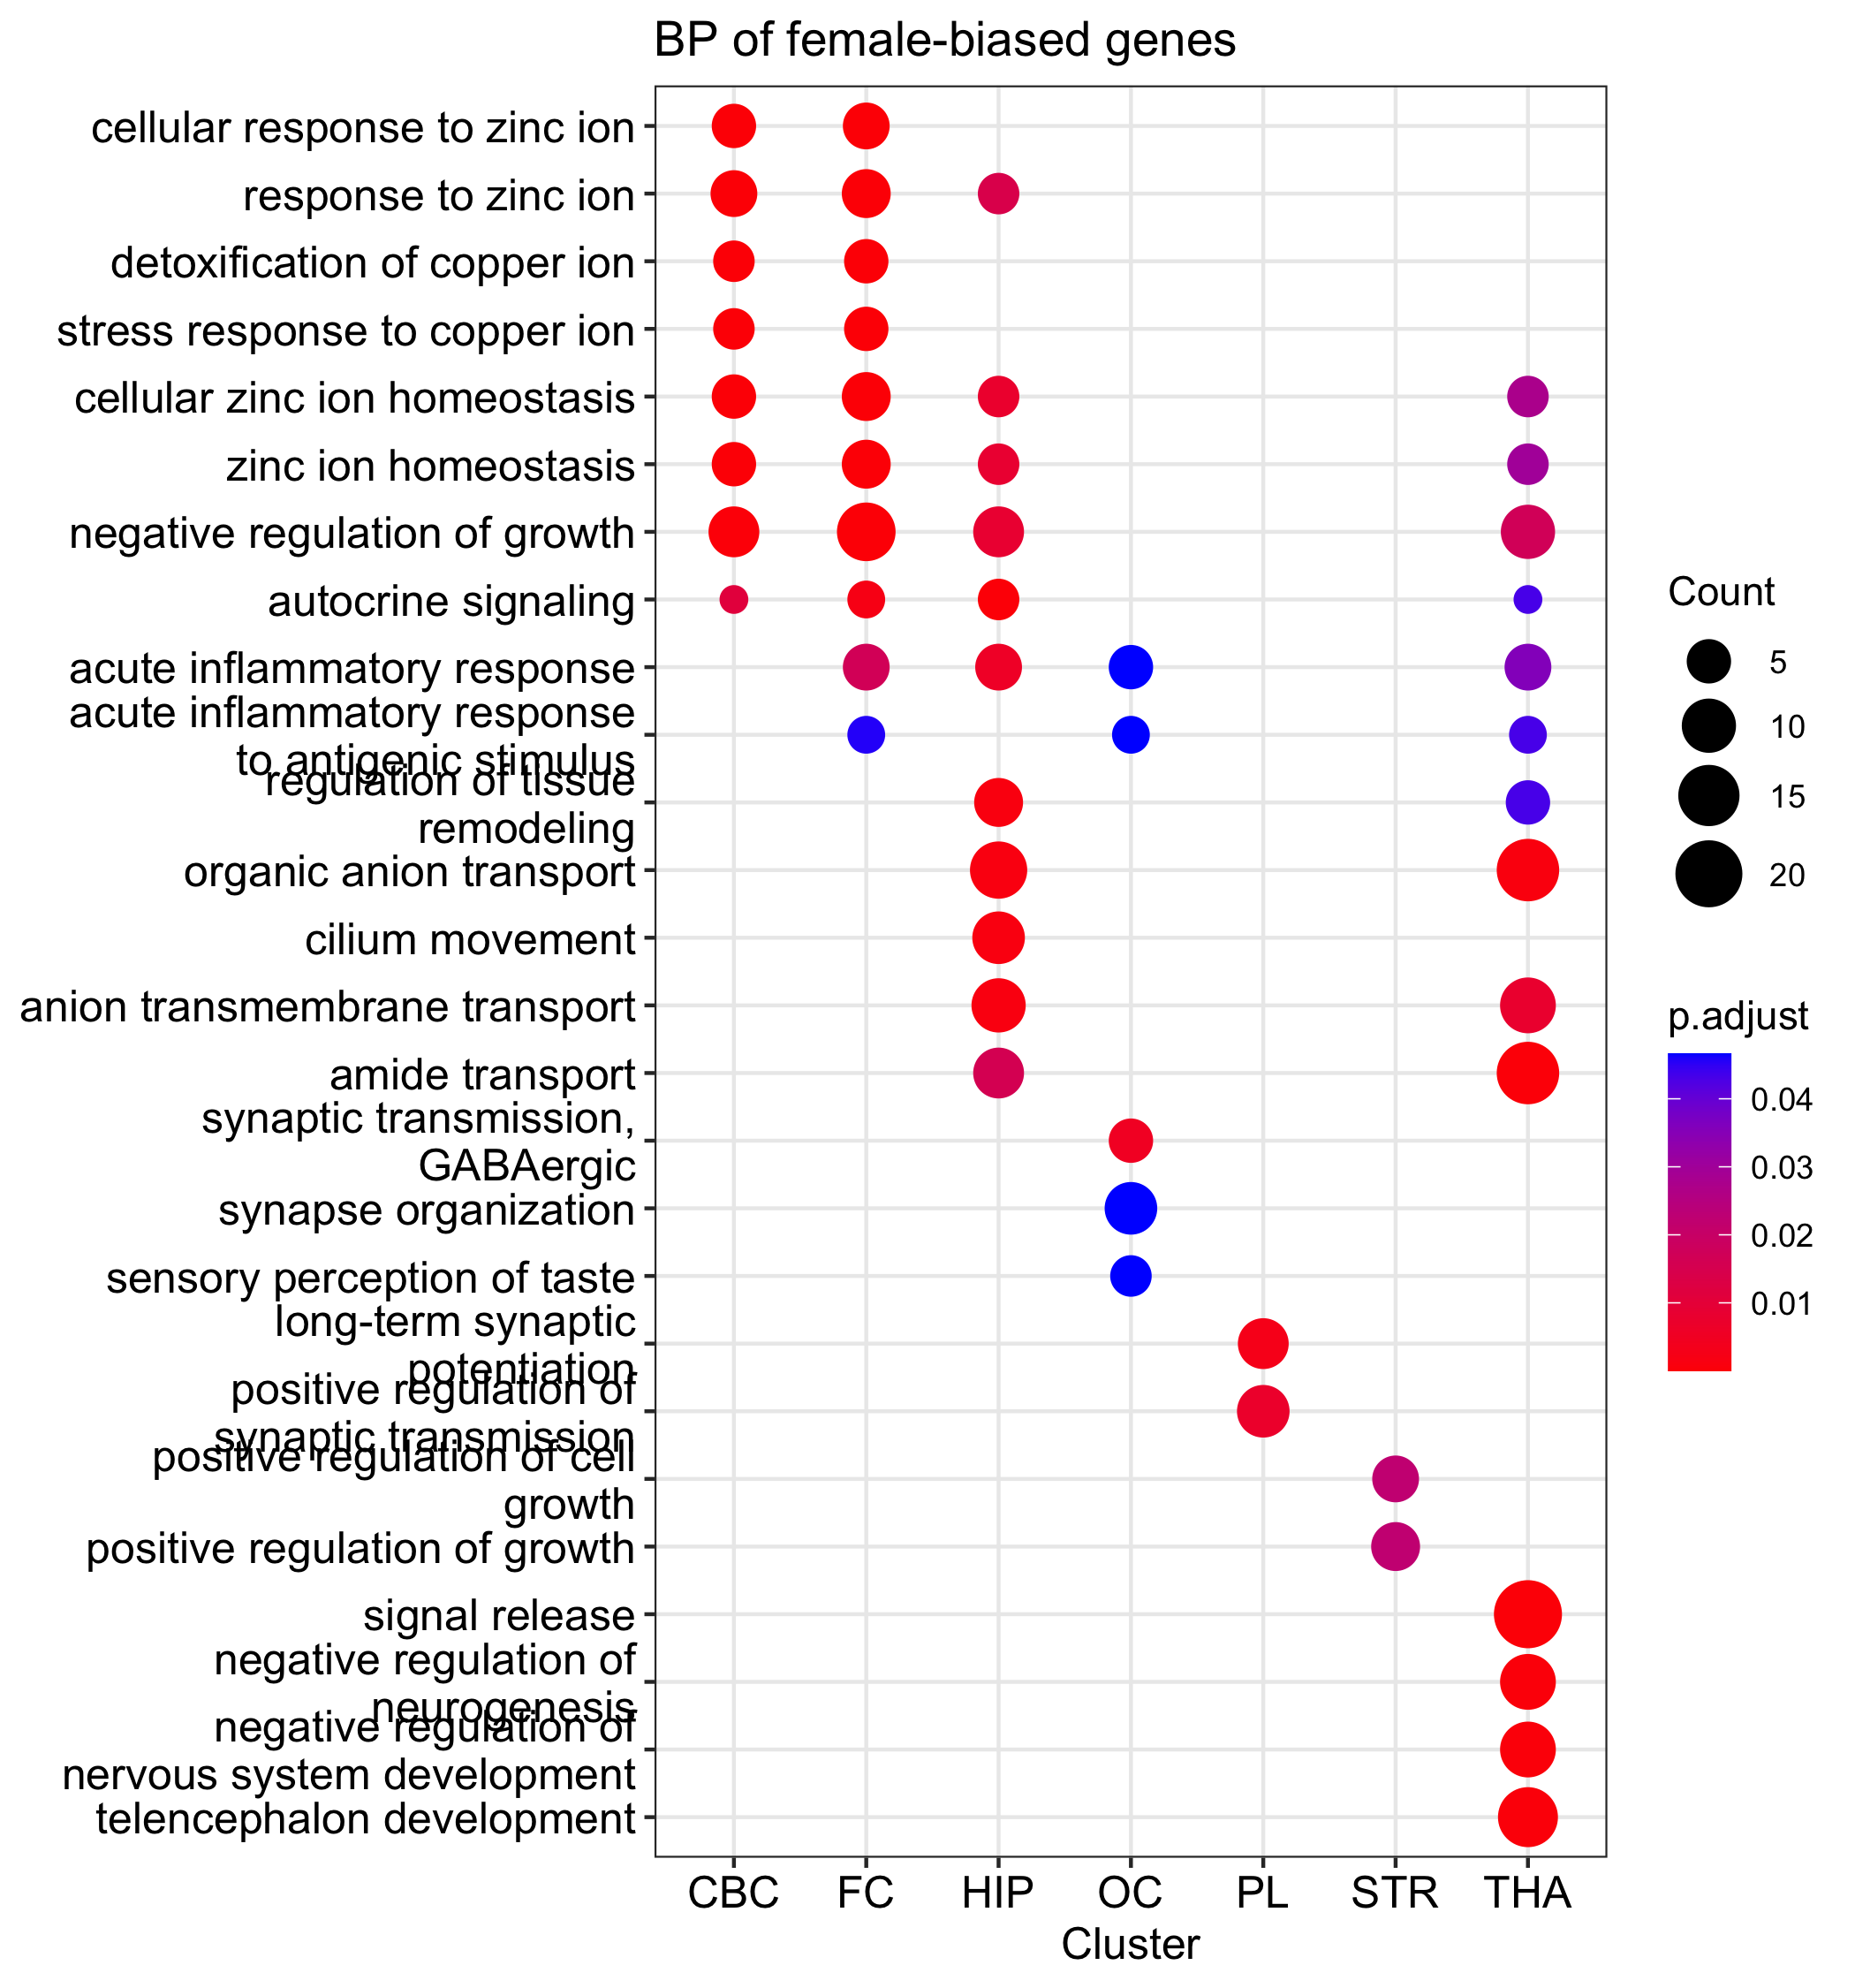 BP of female-biased genes
cellular response to zinc ion
response to zinc ion
detoxification of copper ion
stress response to copper ion
cellular zinc ion homeostasis
zinc ion homeostasis
negative regulation of growth
autocrine signaling
acute inflammatory response
acute inflammatory response
to antigenic stimulus
regulation of tissue
remodeling
organic anion transport
cilium movement
anion transmembrane transport
amide transport
synaptic transmission,
GABAergic
synapse organization
sensory perception of taste
long-term synaptic
potentiation
positive regulation of
synaptic transmission
positive regulation of cell
growth
positive regulation of growth
signal release
negative regulation of
neurogenesis
negative regulation of
nervous system development
telencephalon development
CBC FC HIP OC PL STR THA
Cluster
Count
5
10
15
20
p.adjust
0.04
0.03
0.02
0.01